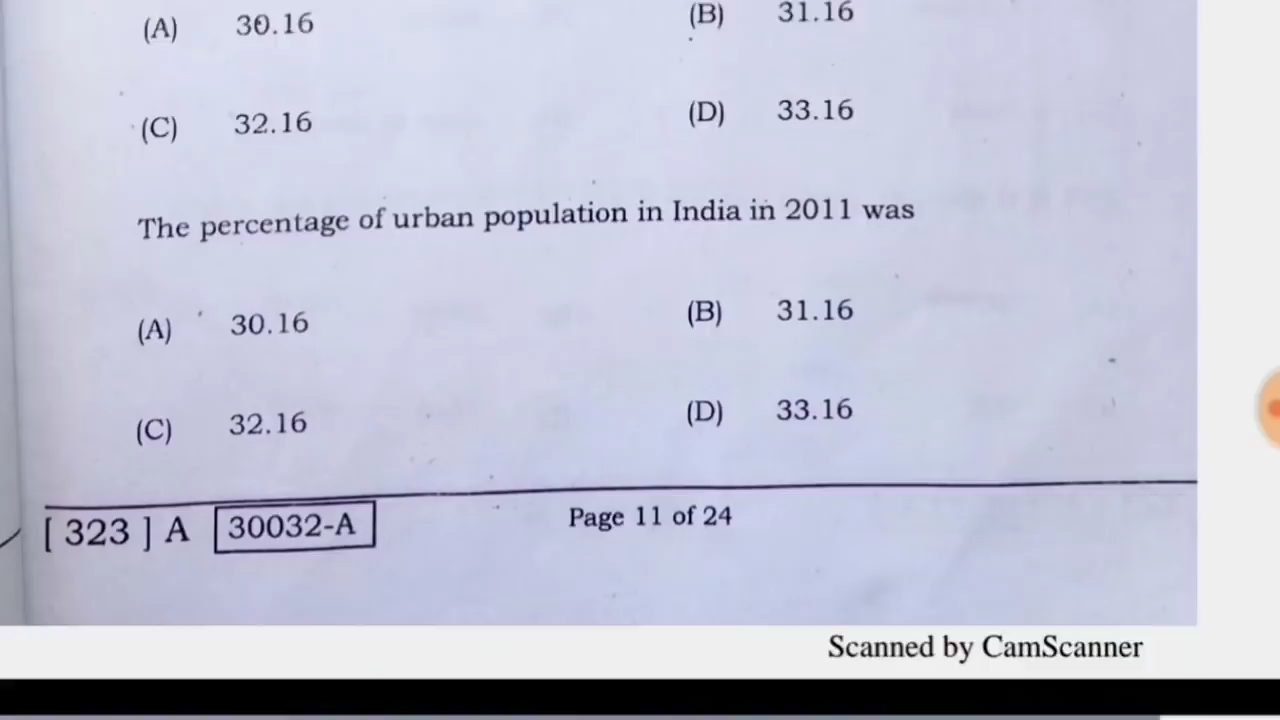 (A) 30.16 (B) 31.16
(C) 32.16 (D) 33.16
The percentage of urban population in India in 2011 was
(A) 30.16 (B) 31.16
(C) 32.16 (D) 33.16
[ 323 ] A 30032-A Page 11 of 24
Scanned by CamScanner